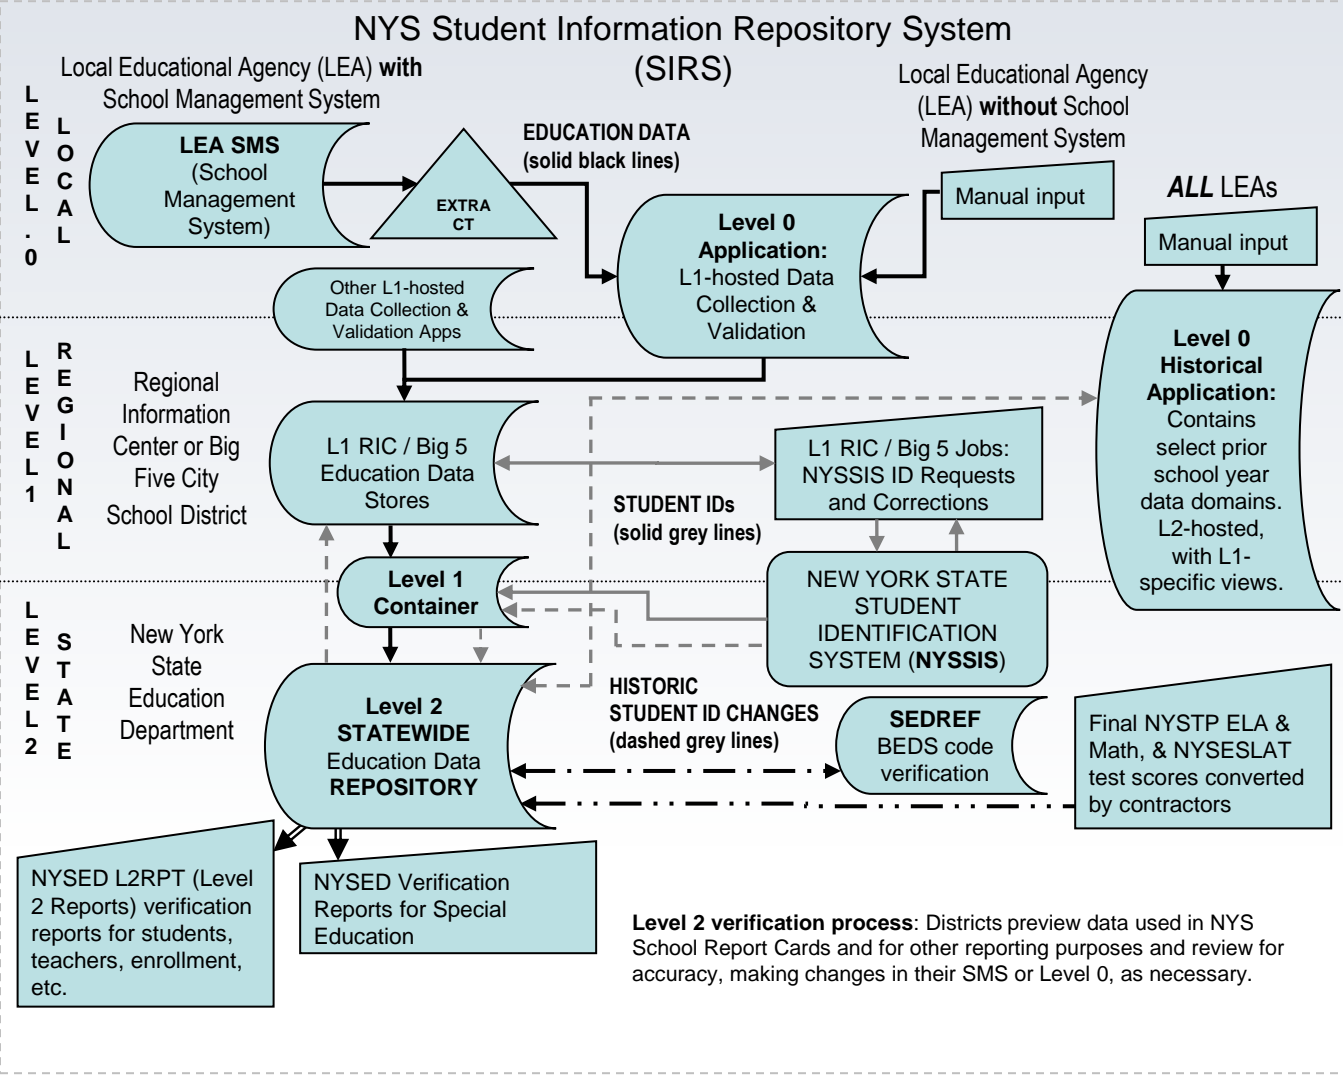 NYS Student Information Repository System
(SIRS)
Local Educational Agency (LEA) with
School Management System
Local Educational Agency
(LEA) without School
Management System
LEVEL.0
LOCAL
LEA SMS
(School
Management
System)
EXTRA
CT
EDUCATION DATA
(solid black lines)
Level 0
Application:
L1-hosted Data
Collection &
Validation
Manual input
ALL LEAs
Manual input
Other L1-hosted
Data Collection &
Validation Apps
Level 0
Historical
Application:
Contains
select prior
school year
data domains.
L2-hosted,
with L1-
specific views.
LEVEL1
REGIONAL
Regional
Information
Center or Big
Five City
School District
L1 RIC / Big 5
Education Data
Stores
L1 RIC / Big 5 Jobs:
NYSSIS ID Requests
and Corrections
STUDENT IDs
(solid grey lines)
Level 1
Container
NEW YORK STATE
STUDENT
IDENTIFICATION
SYSTEM (NYSSIS)
LEVEL2
STATE
New York
State
Education
Department
Level 2
STATEWIDE
Education Data
REPOSITORY
HISTORIC
STUDENT ID CHANGES
(dashed grey lines)
SEDREF
BEDS code
verification
Final NYSTP ELA &
Math, & NYSESLAT
test scores converted
by contractors
NYSED L2RPT (Level
2 Reports) verification
reports for students,
teachers, enrollment,
etc.
NYSED Verification
Reports for Special
Education
Level 2 verification process: Districts preview data used in NYS
School Report Cards and for other reporting purposes and review for
accuracy, making changes in their SMS or Level 0, as necessary.